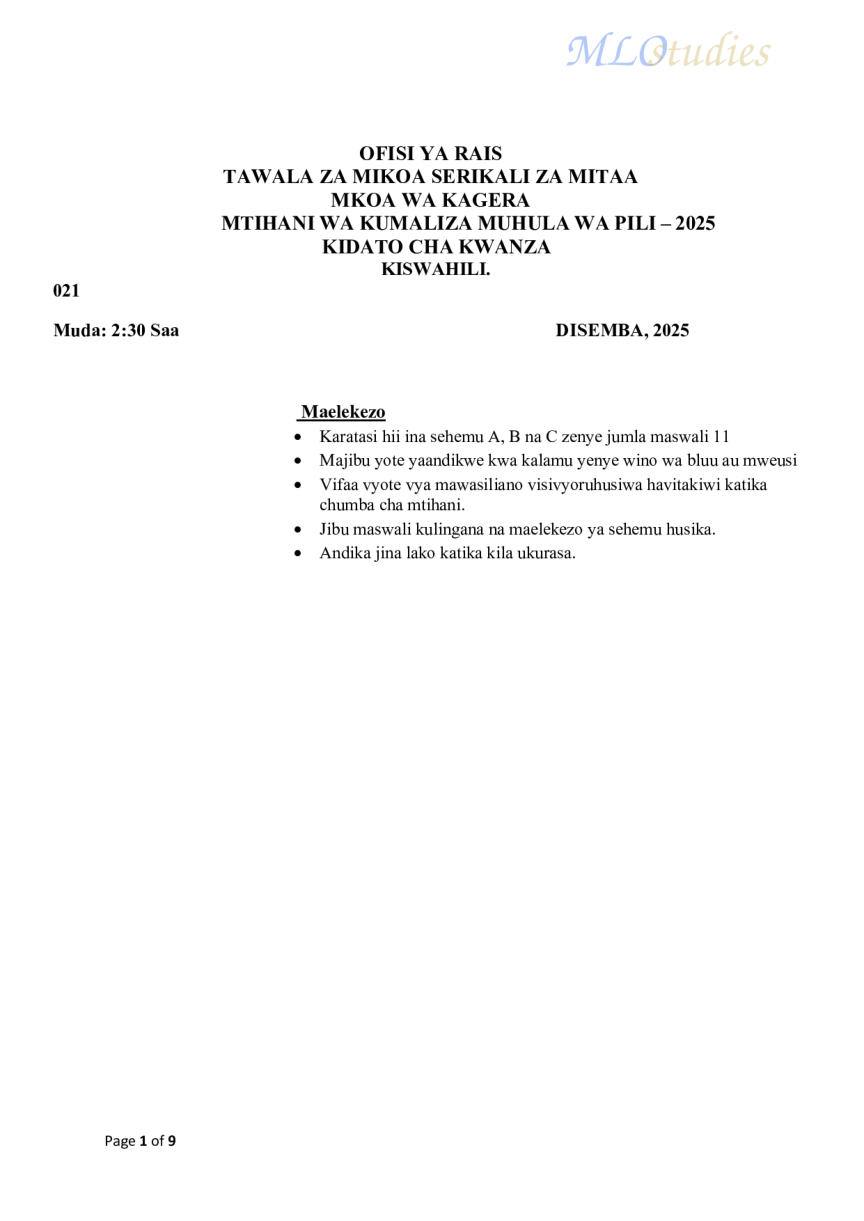 MLOstudies
OFISI YA RAIS
TAWALA ZA MIKOA SERIKALI ZA MITAA
MKOA WA KAGERA
MTIHANI WA KUMALIZA MUHULA WA PILI – 2025
KIDATO CHA KWANZA
KISWAHILI.
021
Muda: 2:30 Saa DISEMBA, 2025
Maelekezo
• Karatasi hii ina sehemu A, B na C zenye jumla maswali 11
• Majibu yote yaandikwe kwa kalamu yenye wino wa bluu au mweusi
• Vifaa vyote vya mawasiliano visivyoruhusiwa havitakiwi katika
chumba cha mtihani.
• Jibu maswali kulingana na maelekezo ya sehemu husika.
• Andika jina lako katika kila ukurasa.
Page 1 of 9